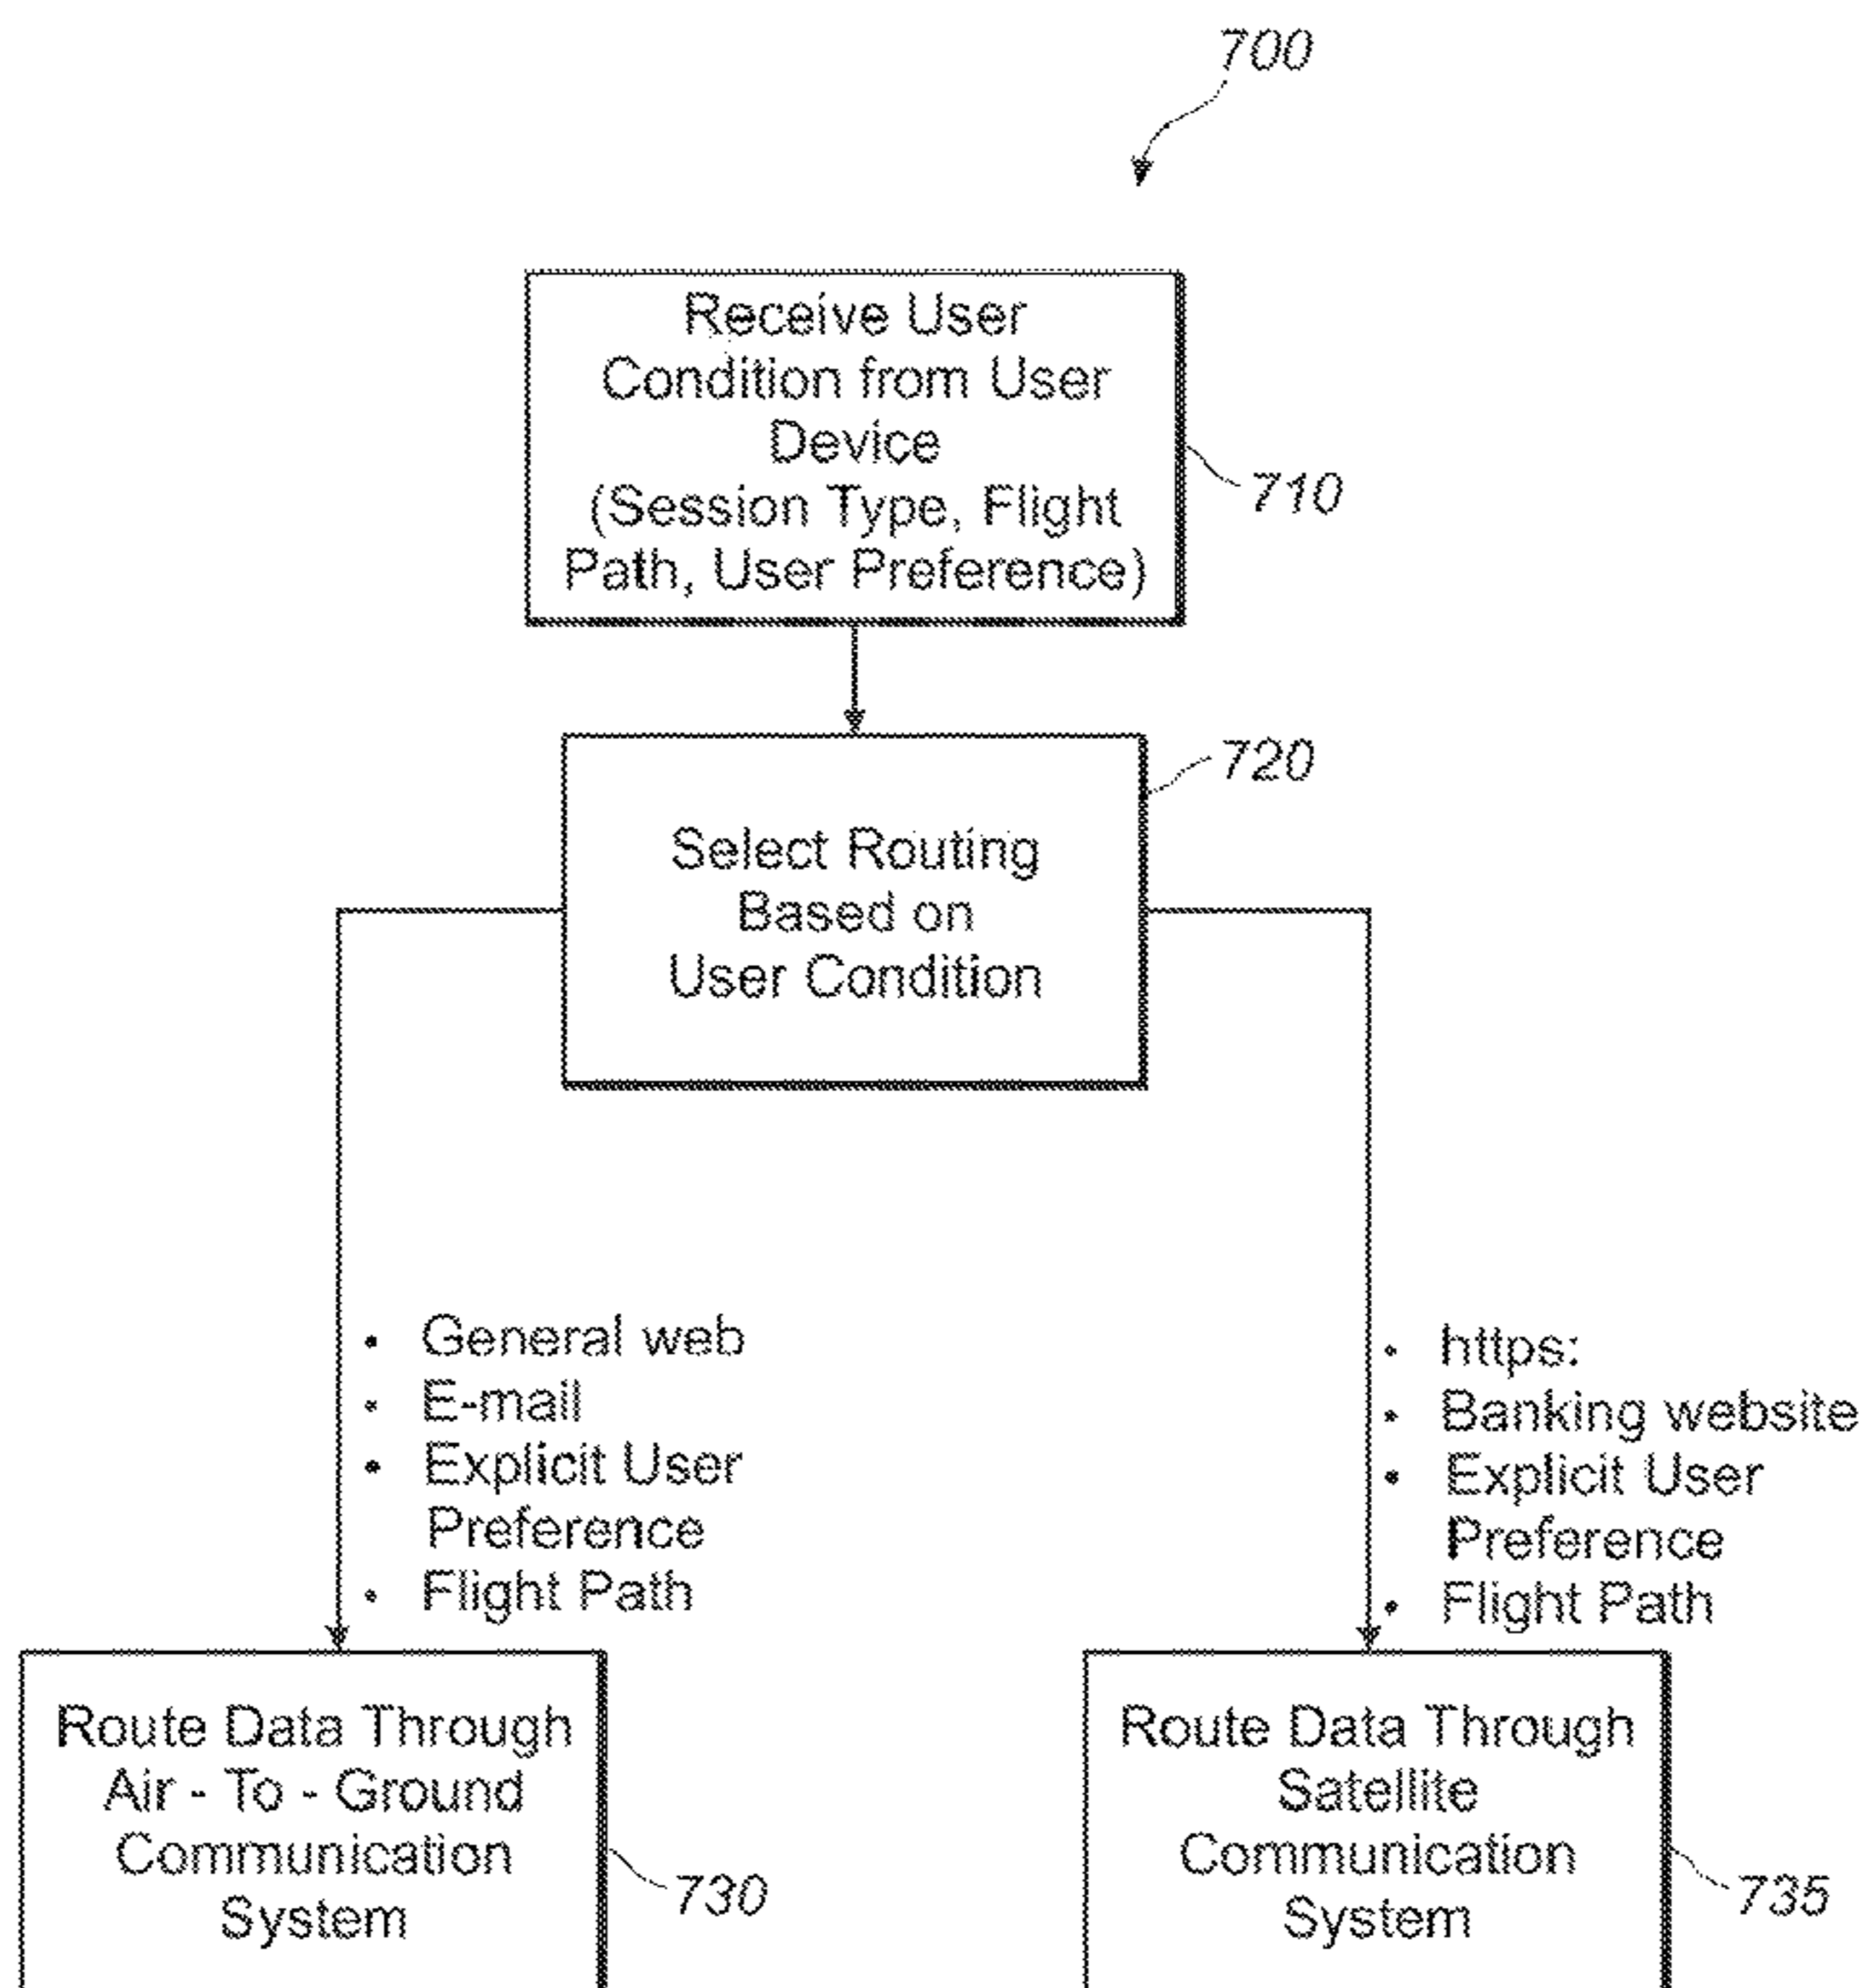 700
Receive User
Condition from User
Device
(Session Type, Flight
Path, User Preference)
710
720
Select Routing
Based on
User Condition
• General web
• E-mail
• Explicit User
Preference
• Flight Path
• https:
• Banking website
• Explicit User
Preference
• Flight Path
Route Data Through
Air - To - Ground
Communication
System
730
Route Data Through
Satellite
Communication
System
735